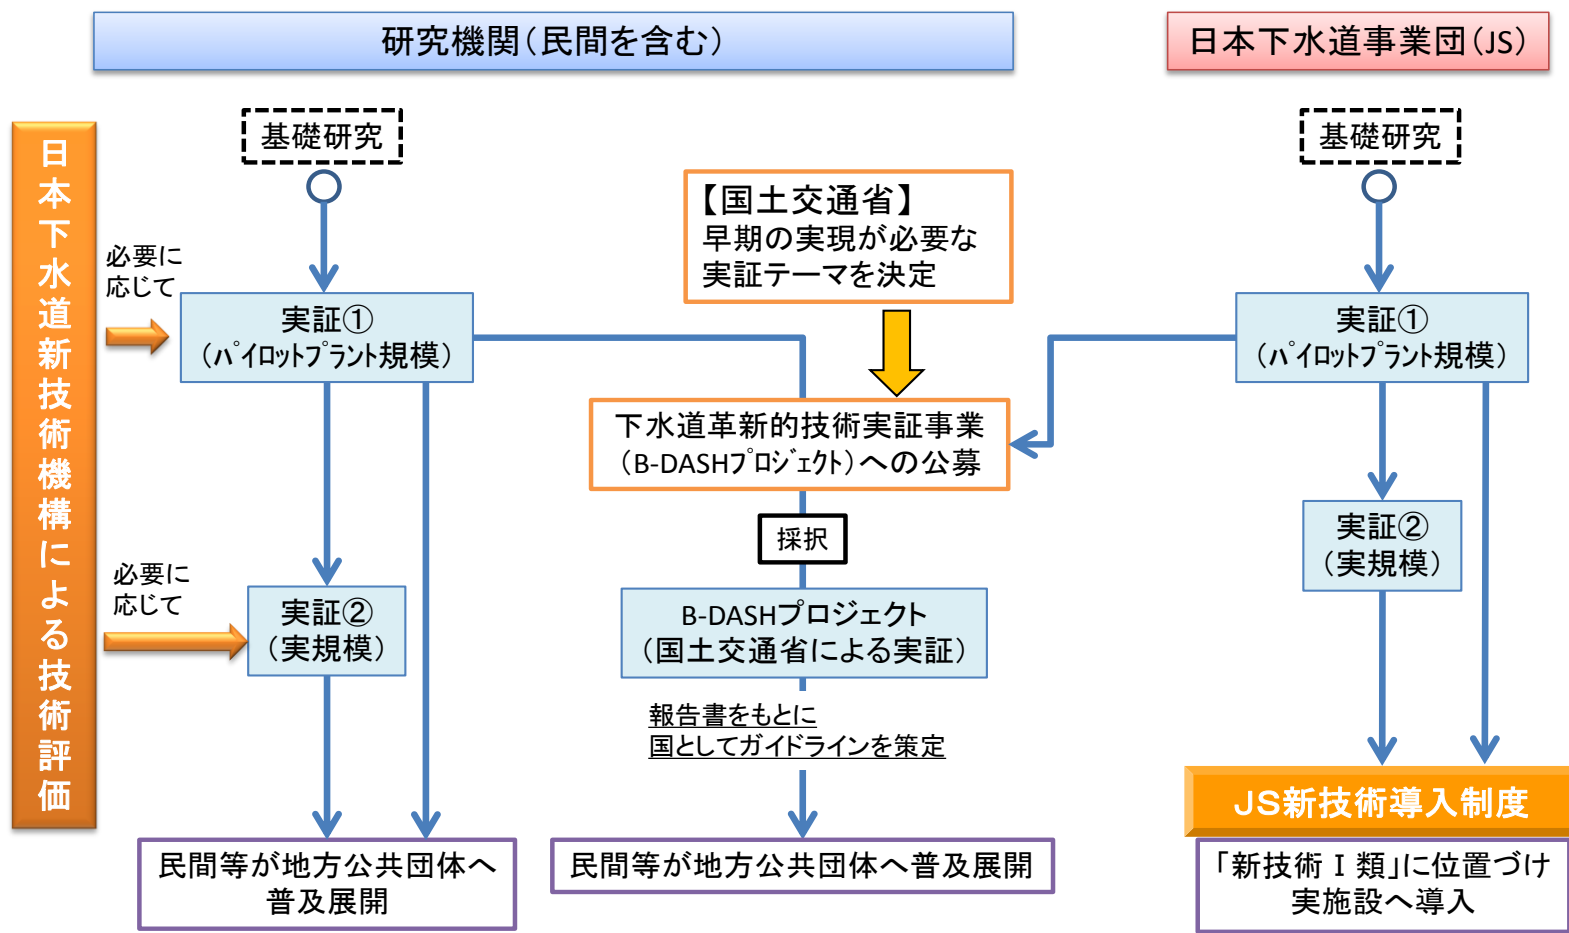 研究機関（民間を含む）
日本下水道事業団（JS）
日本下水道新技術機構による技術評価
基礎研究
必要に
応じて
実証①
（ﾊﾟｲﾛｯﾄﾌﾟﾗﾝﾄ規模）
必要に
応じて
実証②
（実規模）
民間等が地方公共団体へ
普及展開
【国土交通省】
早期の実現が必要な
実証テーマを決定
下水道革新的技術実証事業
（B-DASHﾌﾟﾛｼﾞｪｸﾄ）への公募
採択
B-DASHプロジェクト
（国土交通省による実証）
報告書をもとに
国としてガイドラインを策定
民間等が地方公共団体へ普及展開
基礎研究
実証①
（ﾊﾟｲﾛｯﾄﾌﾟﾗﾝﾄ規模）
実証②
（実規模）
ＪＳ新技術導入制度
「新技術Ⅰ類」に位置づけ
実施設へ導入